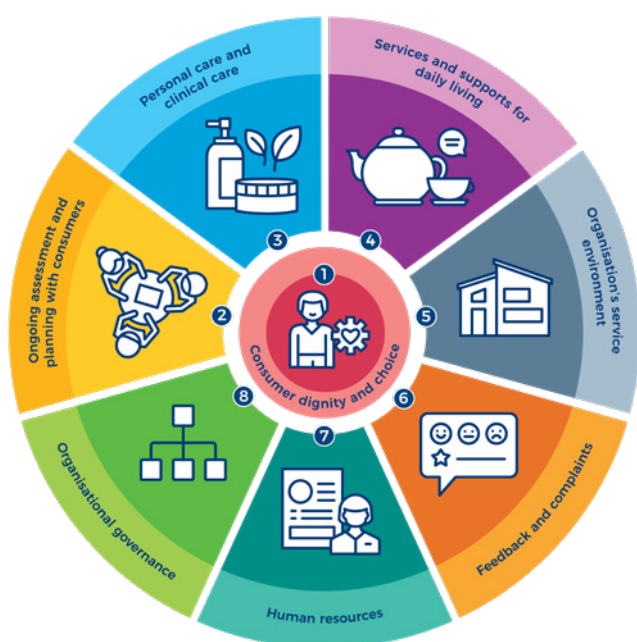 1
Consumer dignity and choice
2
Ongoing assessment and
planning with consumers
3
Personal care and
clinical care
4
Services and supports for
daily living
5
Organisation's service
environment
6
Feedback and complaints
7
Human resources
8
Organisational governance